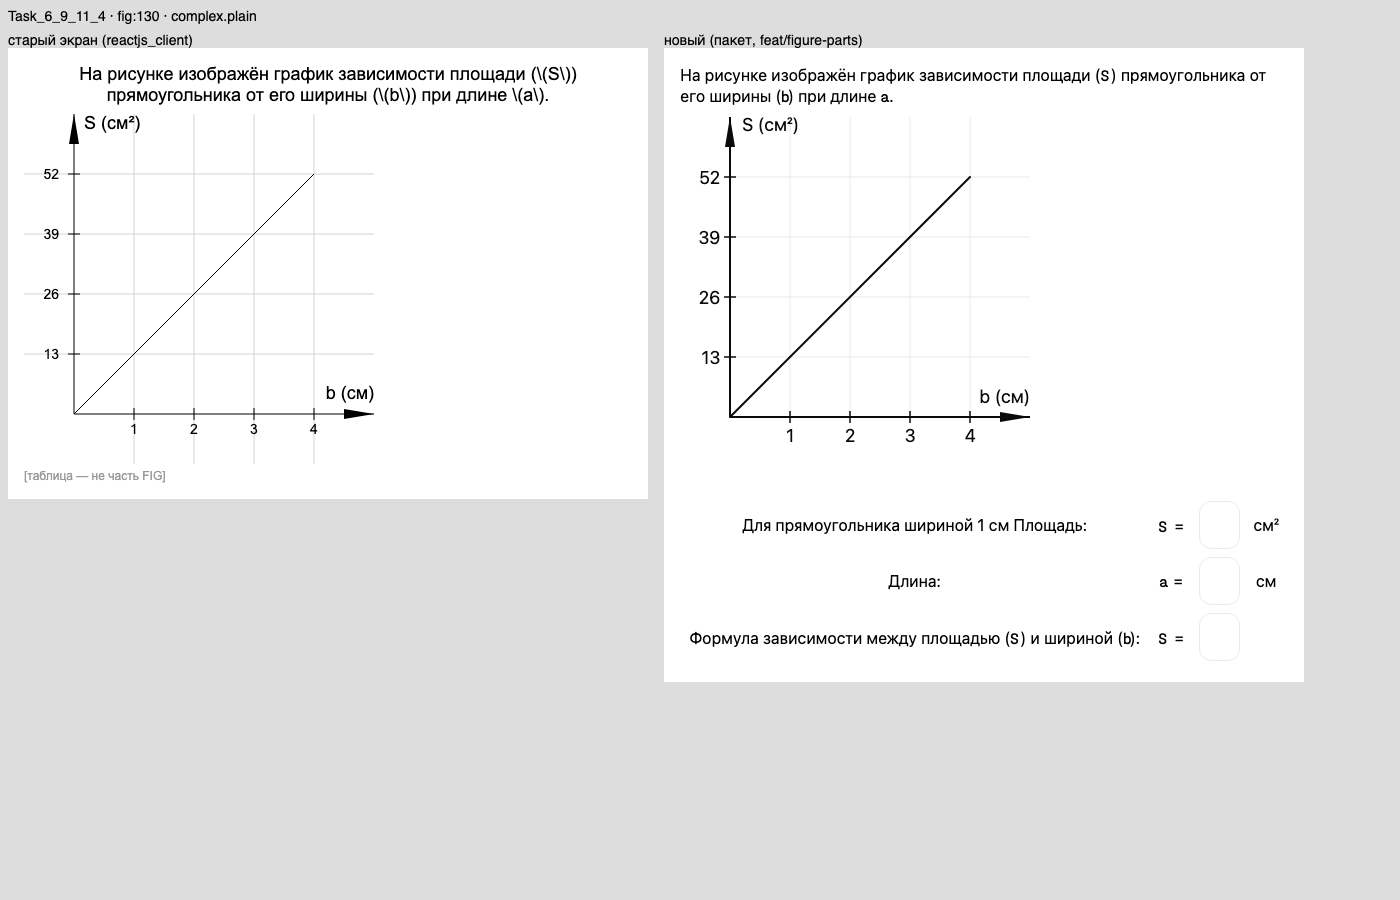 Task_6_9_11_4 · fig:130 · complex.plain
старый экран (reactjs_client)
На рисунке изображён график зависимости площади (\(S\))
прямоугольника от его ширины (\(b\)) при длине \(a\).
S (см²)
52
39
26
13
b (см)
1 2 3 4
[таблица — не часть FIG]
новый (пакет, feat/figure-parts)
На рисунке изображён график зависимости площади (S) прямоугольника от
его ширины (b) при длине a.
S (см²)
52
39
26
13
b (см)
1 2 3 4
Для прямоугольника шириной 1 см Площадь: S = см²
Длина: a = см
Формула зависимости между площадью (S) и шириной (b): S =